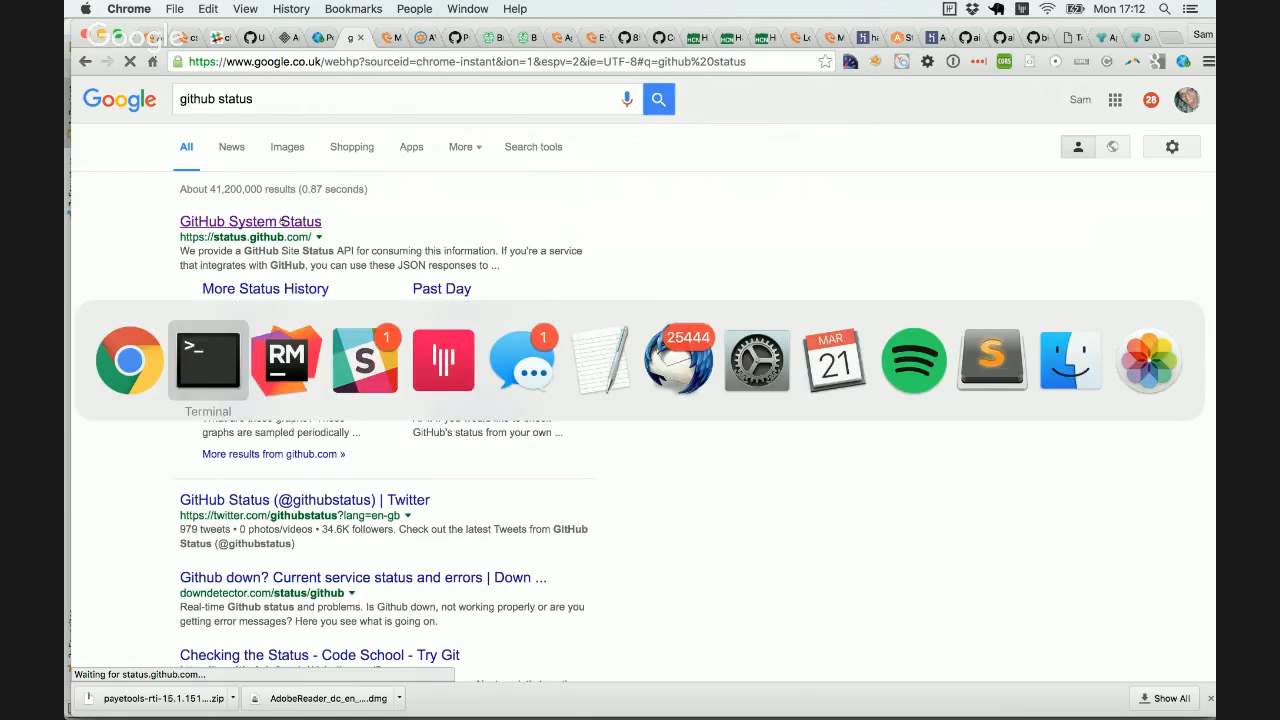 Chrome File Edit View History Bookmarks People Window Help
Mon 17:12
Google
Sam
https://www.google.co.uk/webhp?sourceid=chrome-instant&ion=1&espv=2&ie=UTF-8#q=github%20status
Google
github status
Sam
28
All News Images Shopping Apps More Search tools
About 41,200,000 results (0.87 seconds)
GitHub System Status
https://status.github.com/
We provide a GitHub Site Status API for consuming this information. If you're a service
that integrates with GitHub, you can use these JSON responses to ...
More Status History
Past Day
>_
RM
1
S
1
25444
MAR
21
S
Terminal
graphs are sampled periodically ...
GitHub's status from your own ...
More results from github.com »
GitHub Status (@githubstatus) | Twitter
https://twitter.com/githubstatus?lang=en-gb
979 tweets • 0 photos/videos • 34.6K followers. Check out the latest Tweets from GitHub
Status (@githubstatus)
Github down? Current service status and errors | Down ...
downdetector.com/status/github
Real-time Github status and problems. Is Github down, not working properly or are you
getting error messages? Here you see what is going on.
Checking the Status - Code School - Try Git
Waiting for status.github.com...
payetools-rti-15.1.151....zip
AdobeReader_dc_en_....dmg
Show All